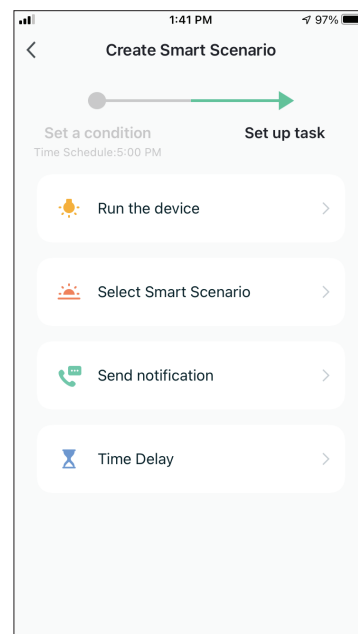 1:41 PM
97%
Create Smart Scenario
Set a condition
Set up task
Time Schedule:5:00 PM
Run the device
Select Smart Scenario
Send notification
Time Delay